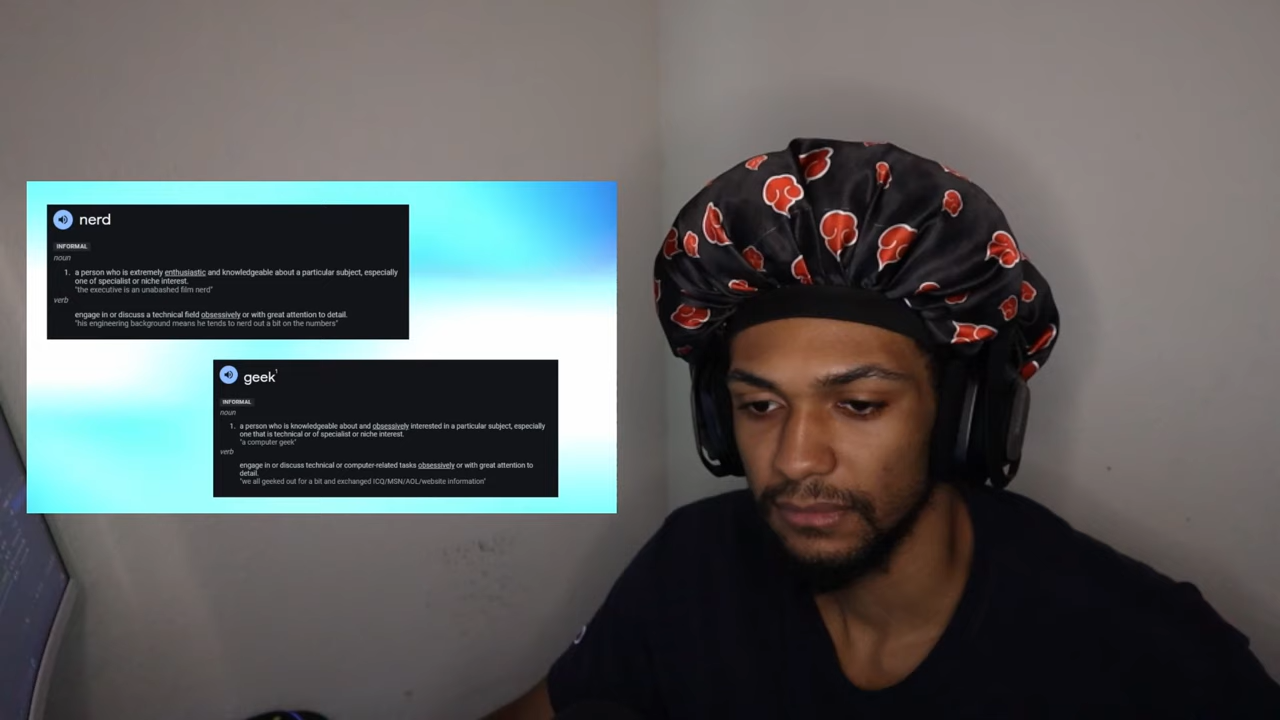 nerd
INFORMAL
noun
1. a person who is extremely enthusiastic and knowledgeable about a particular subject, especially
one of specialist or niche interest.
"the executive is an unabashed film nerd"
verb
engage in or discuss a technical field obsessively or with great attention to detail.
"his engineering background means he tends to nerd out a bit on the numbers"
geek¹
INFORMAL
noun
1. a person who is knowledgeable about and obsessively interested in a particular subject, especially
one that is technical or of specialist or niche interest.
"a computer geek"
verb
engage in or discuss technical or computer-related tasks obsessively or with great attention to
detail.
"we all geeked out for a bit and exchanged ICQ/MSN/AOL/website information"